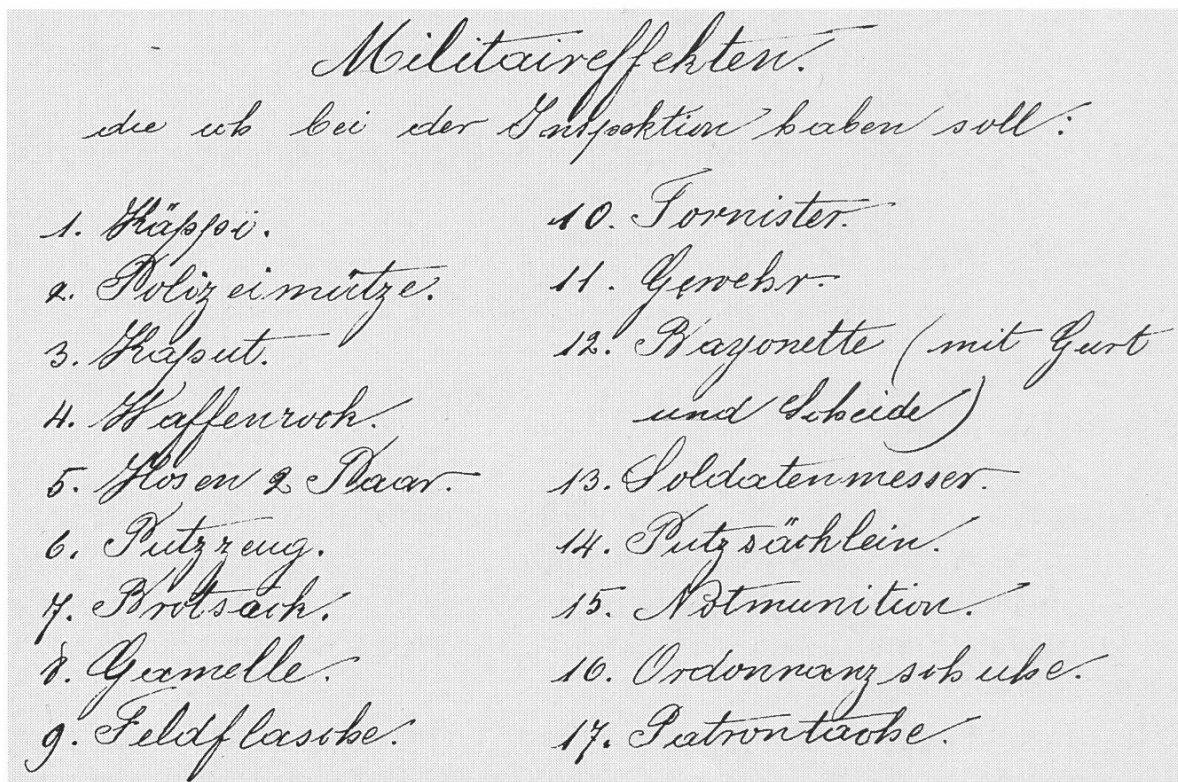 Militaireffekten.
die ich bei der Inspektion haben soll:
1. Käppi.
2. Polizeimütze.
3. Kaput.
4. Waffenrock.
5. Hosen 2 Paar.
6. Putzzeug.
7. Brotsack.
8. Gamelle.
9. Feldflasche.
10. Tornister.
11. Gewehr.
12. Bayonette (mit Gurt
und Scheide)
13. Soldatenmesser.
14. Putzsäcklein.
15. Notmunition.
16. Ordonnanzschuhe.
17. Patrontasche.